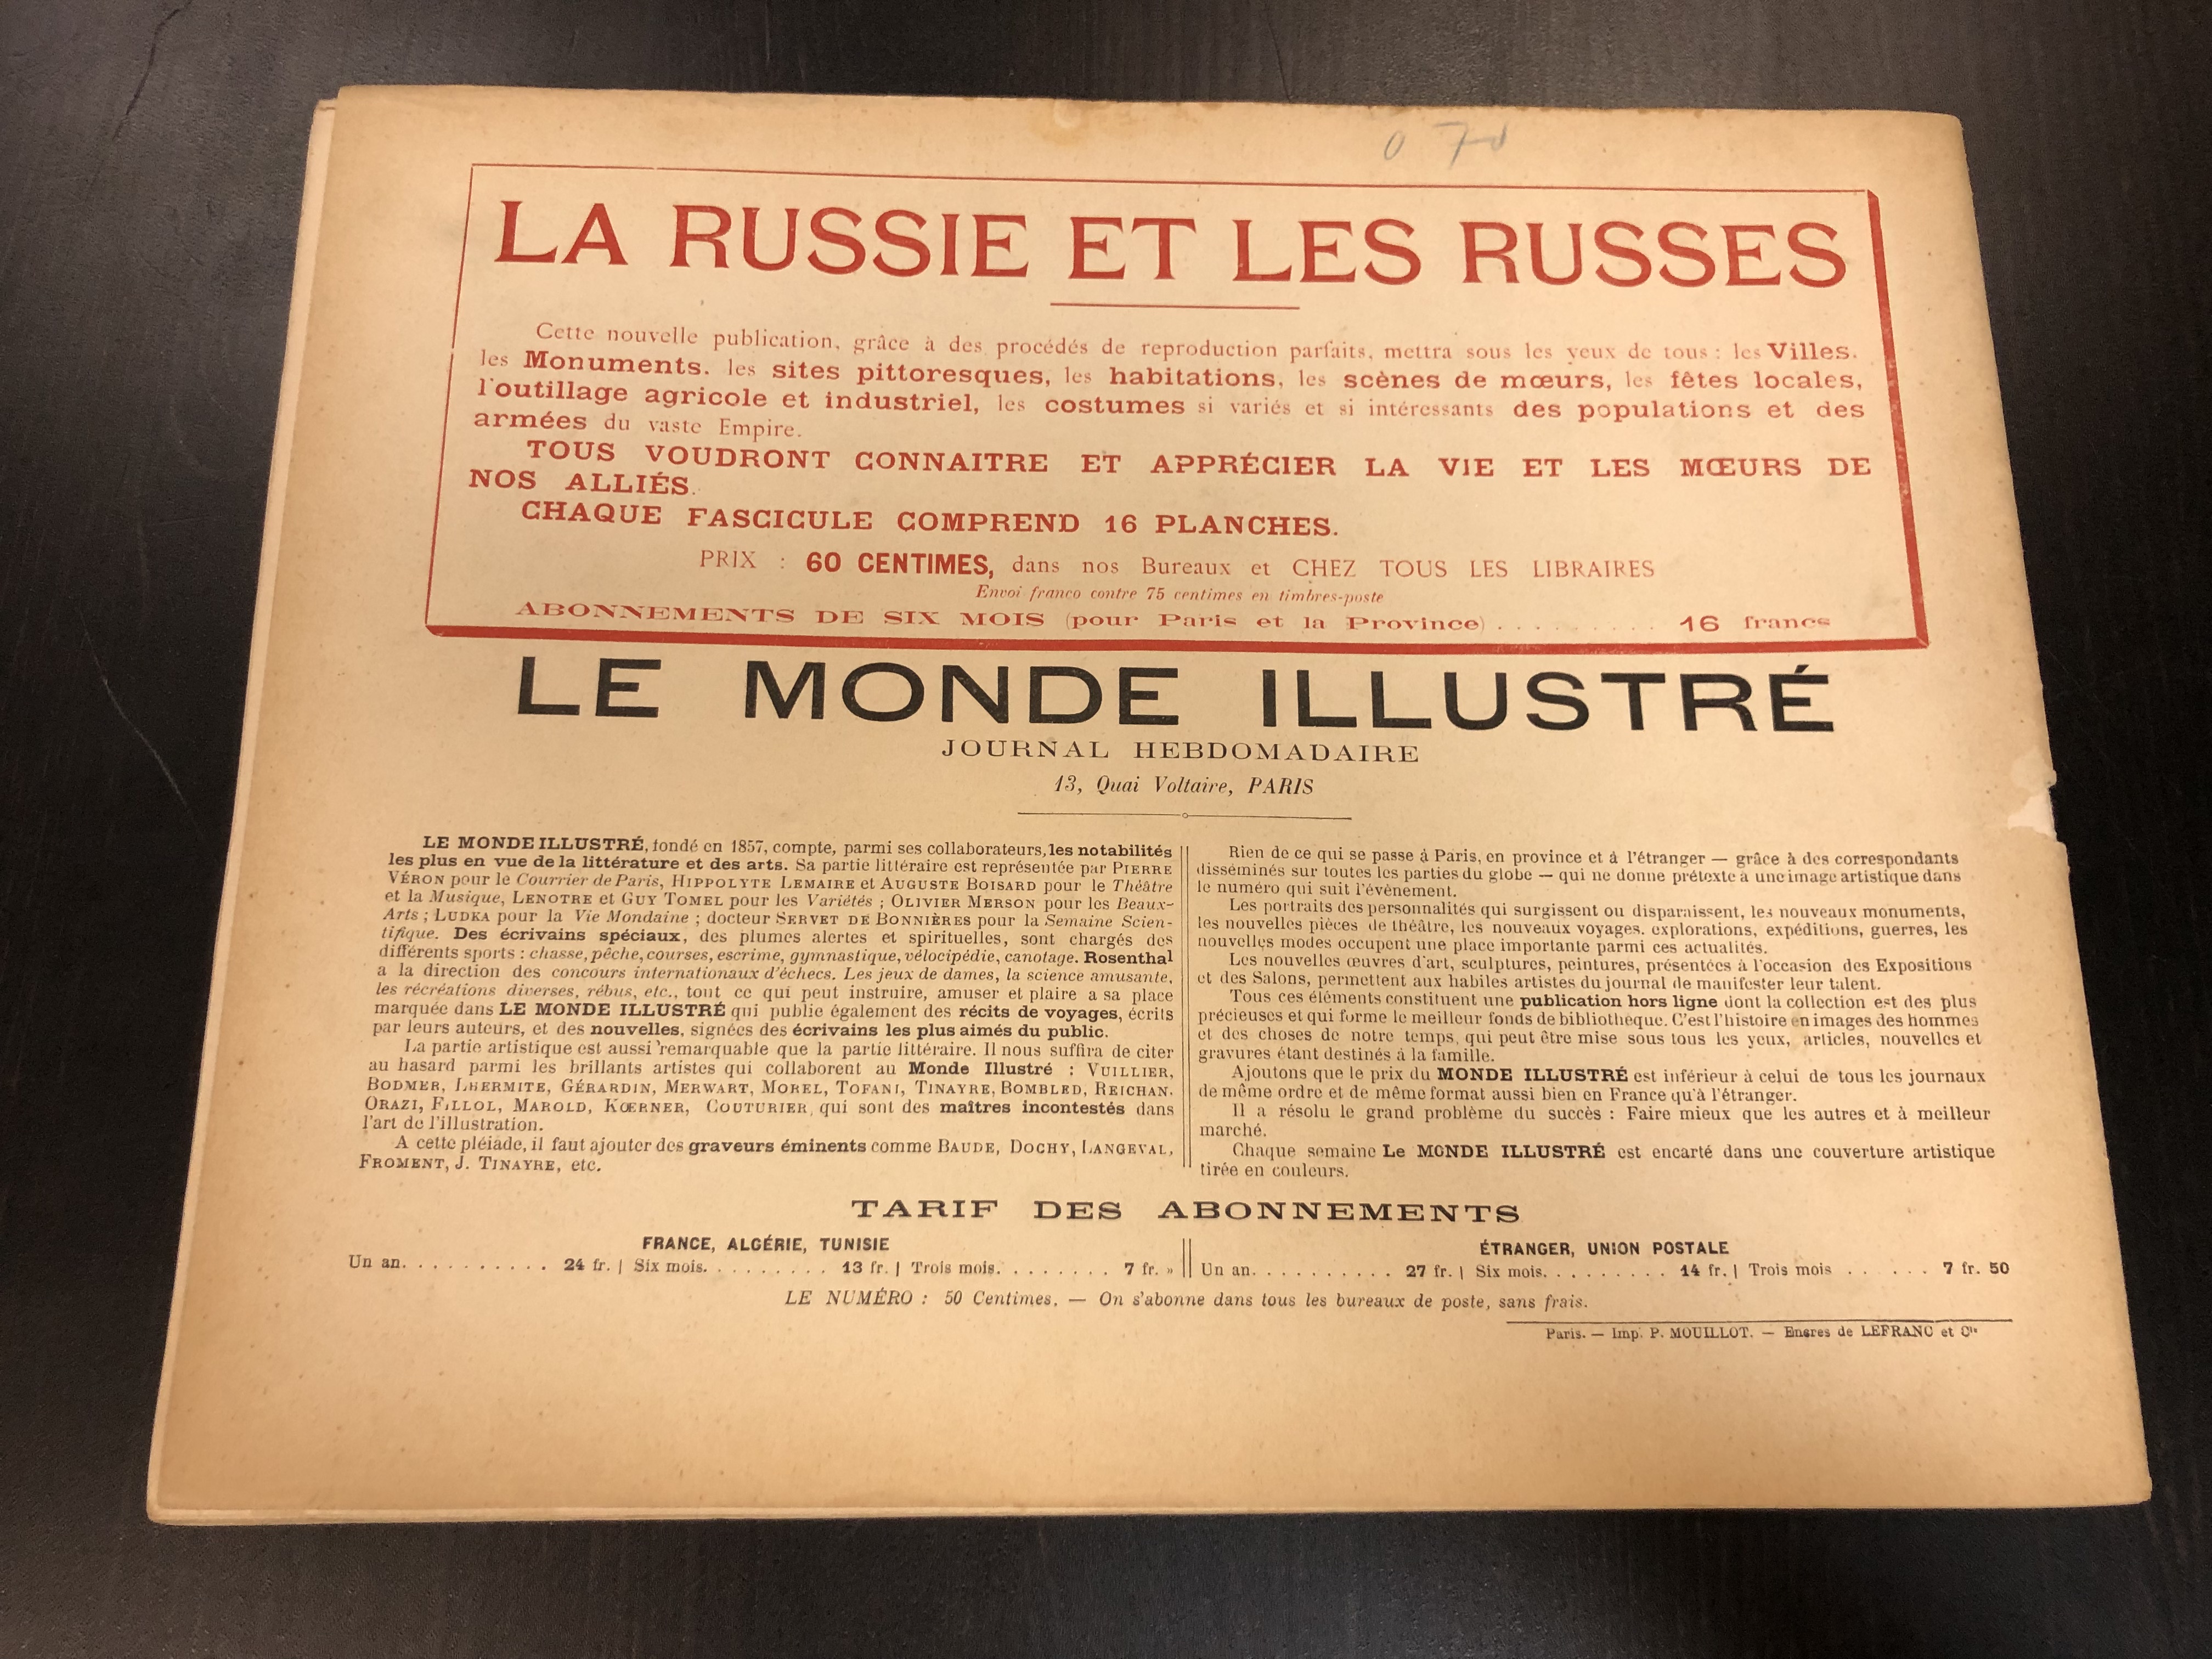 0 70
LA RUSSIE ET LES RUSSES
Cette nouvelle publication, grâce à des procédés de reproduction parfaits, mettra sous les yeux de tous : les Villes,
les Monuments, les sites pittoresques, les habitations, les scènes de mœurs, les fêtes locales,
l'outillage agricole et industriel, les costumes si variés et si intéressants des populations et des
armées du vaste Empire.
TOUS VOUDRONT CONNAITRE ET APPRÉCIER LA VIE ET LES MŒURS DE
NOS ALLIÉS.
CHAQUE FASCICULE COMPREND 16 PLANCHES.
PRIX : 60 CENTIMES, dans nos Bureaux et CHEZ TOUS LES LIBRAIRES
Envoi franco contre 75 centimes en timbres-poste
ABONNEMENTS DE SIX MOIS (pour Paris et la Province) . . . . . . . . . 16 francs
LE MONDE ILLUSTRÉ
JOURNAL HEBDOMADAIRE
13, Quai Voltaire, PARIS
LE MONDE ILLUSTRÉ, fondé en 1857, compte, parmi ses collaborateurs, les notabilités
les plus en vue de la littérature et des arts. Sa partie littéraire est représentée par PIERRE
VÉRON pour le Courrier de Paris, HIPPOLYTE LEMAIRE et AUGUSTE BOISARD pour le Théâtre
et la Musique, LENOTRE et GUY TOMEL pour les Variétés ; OLIVIER MERSON pour les Beaux-
Arts ; LUDKA pour la Vie Mondaine ; docteur SERVET DE BONNIÈRES pour la Semaine Scien-
tifique. Des écrivains spéciaux, des plumes alertes et spirituelles, sont chargés des
différents sports : chasse, pêche, courses, escrime, gymnastique, vélocipédie, canotage. Rosenthal
a la direction des concours internationaux d'échecs. Les jeux de dames, la science amusante,
les récréations diverses, rébus, etc., tout ce qui peut instruire, amuser et plaire a sa place
marquée dans LE MONDE ILLUSTRÉ qui publie également des récits de voyages, écrits
par leurs auteurs, et des nouvelles, signées des écrivains les plus aimés du public.
La partie artistique est aussi remarquable que la partie littéraire. Il nous suffira de citer
au hasard parmi les brillants artistes qui collaborent au Monde Illustré : VUILLIER,
BODMER, LHERMITE, GÉRARDIN, MERWART, MOREL, TOFANI, TINAYRE, BOMBLED, REICHAN,
ORAZI, FILLOL, MAROLD, KŒRNER, COUTURIER, qui sont des maîtres incontestés dans
l'art de l'illustration.
A cette pléiade, il faut ajouter des graveurs éminents comme BAUDE, DOCHY, LANGEVAL,
FROMENT, J. TINAYRE, etc.
Rien de ce qui se passe à Paris, en province et à l'étranger — grâce à des correspondants
disséminés sur toutes les parties du globe — qui ne donne prétexte à une image artistique dans
le numéro qui suit l'évènement.
Les portraits des personnalités qui surgissent ou disparaissent, les nouveaux monuments,
les nouvelles pièces de théâtre, les nouveaux voyages, explorations, expéditions, guerres, les
nouvelles modes occupent une place importante parmi ces actualités.
Les nouvelles œuvres d'art, sculptures, peintures, présentées à l'occasion des Expositions
et des Salons, permettent aux habiles artistes du journal de manifester leur talent.
Tous ces éléments constituent une publication hors ligne dont la collection est des plus
précieuses et qui forme le meilleur fonds de bibliothèque. C'est l'histoire en images des hommes
et des choses de notre temps, qui peut être mise sous tous les yeux, articles, nouvelles et
gravures étant destinés à la famille.
Ajoutons que le prix du MONDE ILLUSTRÉ est inférieur à celui de tous les journaux
de même ordre et de même format aussi bien en France qu'à l'étranger.
Il a résolu le grand problème du succès : Faire mieux que les autres et à meilleur
marché.
Chaque semaine Le MONDE ILLUSTRÉ est encarté dans une couverture artistique
tirée en couleurs.
TARIF DES ABONNEMENTS
FRANCE, ALGÉRIE, TUNISIE
Un an. . . . . . . . . . . 24 fr. | Six mois. . . . . . . . . 13 fr. | Trois mois. . . . . . . . 7 fr. »
ÉTRANGER, UNION POSTALE
Un an. . . . . . . . . . . 27 fr. | Six mois. . . . . . . . . 14 fr. | Trois mois . . . . . . 7 fr. 50
LE NUMÉRO : 50 Centimes. — On s'abonne dans tous les bureaux de poste, sans frais.
Paris. — Imp. P. MOUILLOT. — Encres de LEFRANC et Cie